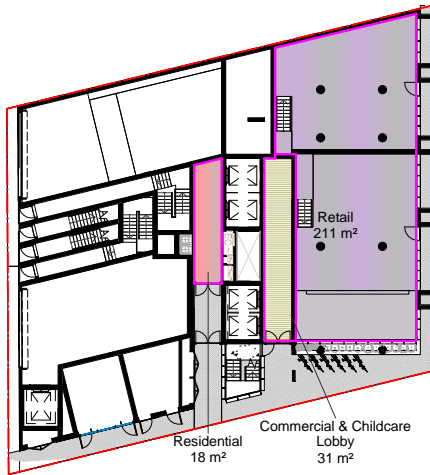 Retail
211 m²
Residential
18 m²
Commercial & Childcare
Lobby
31 m²